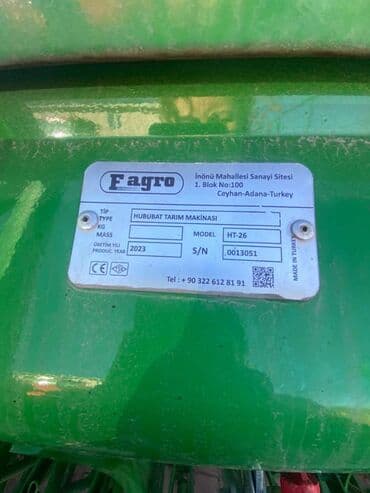 Fagro
İnönü Mahallesi Sanayi Sitesi
1. Blok No:100
Ceyhan-Adana-Turkey
TİP
TYPE HUBUBAT TARIM MAKİNASI
KG
MASS MODEL HT-26
ÜRETİM YILI
PRODUC. YEAR 2023 S/N 0013051
MADE IN TURKEY
CE
Tel : + 90 322 612 81 91